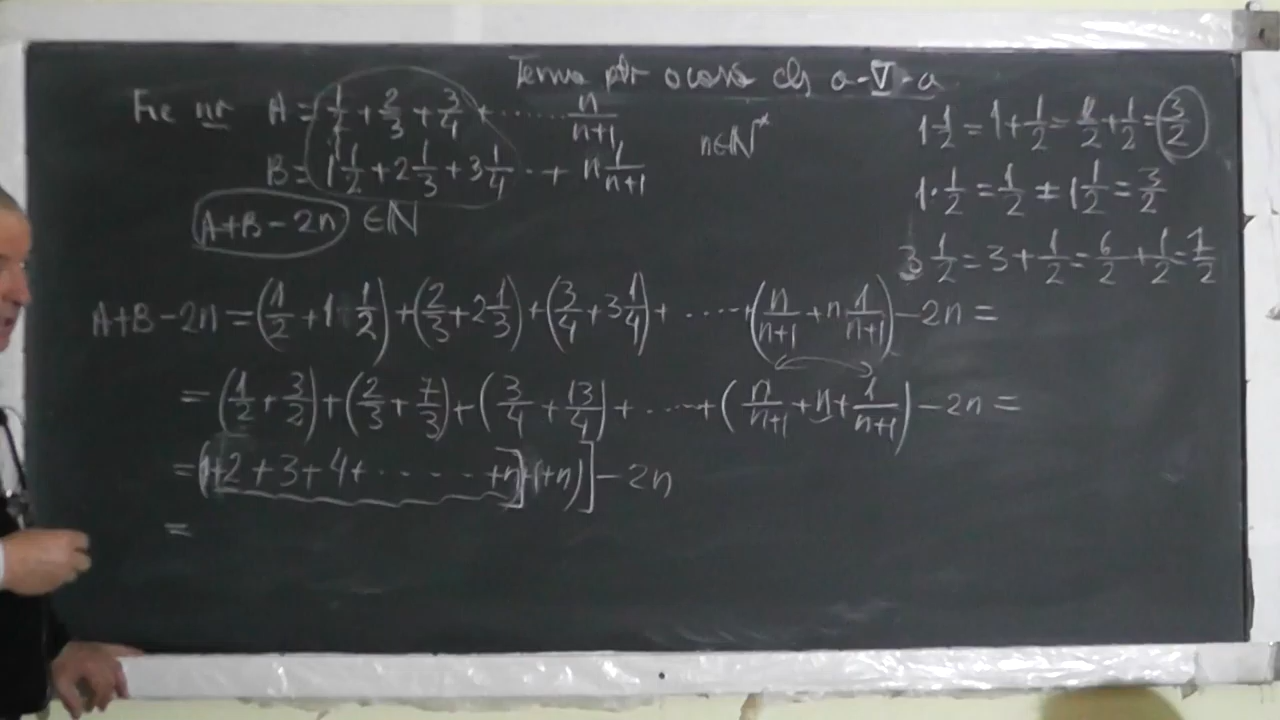 Tema ptr acasă cls a-V-a
Fie nr A = 1/2 + 2/3 + 3/4 + ...... n/(n+1)
B = 1 1/2 + 2 1/3 + 3 1/4 ..+ n 1/(n+1)
n∈ℕ*
A+B-2n ∈ ℕ
1 1/2 = 1 + 1/2 = 2/2 + 1/2 = 3/2
1·1/2 = 1/2 ≠ 1 1/2 = 3/2
3 1/2 = 3 + 1/2 = 6/2 + 1/2 = 7/2
A+B-2n = (1/2 + 1 1/2) + (2/3 + 2 1/3) + (3/4 + 3 1/4) + .....+ (n/(n+1) + n 1/(n+1)) - 2n =
= (1/2 + 3/2) + (2/3 + 7/3) + (3/4 + 13/4) + .....+ (n/(n+1) + n + 1/(n+1)) - 2n =
= [1+2+3+4+ ...... +n]+(1+n)] - 2n
=